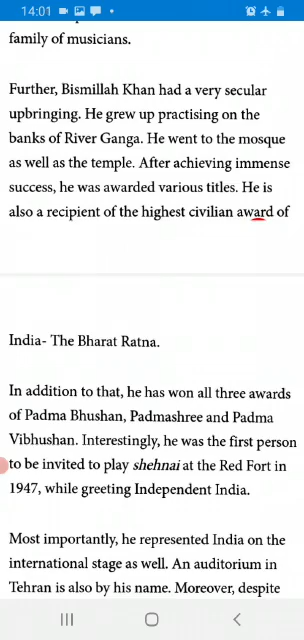 14:01
family of musicians.
Further, Bismillah Khan had a very secular
upbringing. He grew up practising on the
banks of River Ganga. He went to the mosque
as well as the temple. After achieving immense
success, he was awarded various titles. He is
also a recipient of the highest civilian award of
India- The Bharat Ratna.
In addition to that, he has won all three awards
of Padma Bhushan, Padmashree and Padma
Vibhushan. Interestingly, he was the first person
to be invited to play shehnai at the Red Fort in
1947, while greeting Independent India.
Most importantly, he represented India on the
international stage as well. An auditorium in
Tehran is also by his name. Moreover, despite